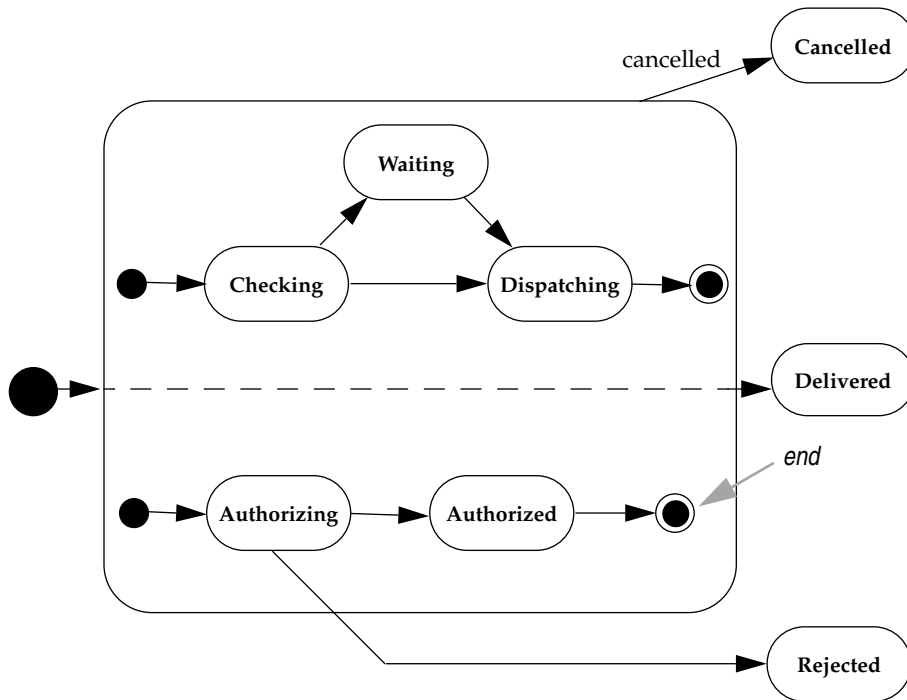 Cancelled
cancelled
Waiting
Checking
Dispatching
Delivered
end
Authorizing
Authorized
Rejected